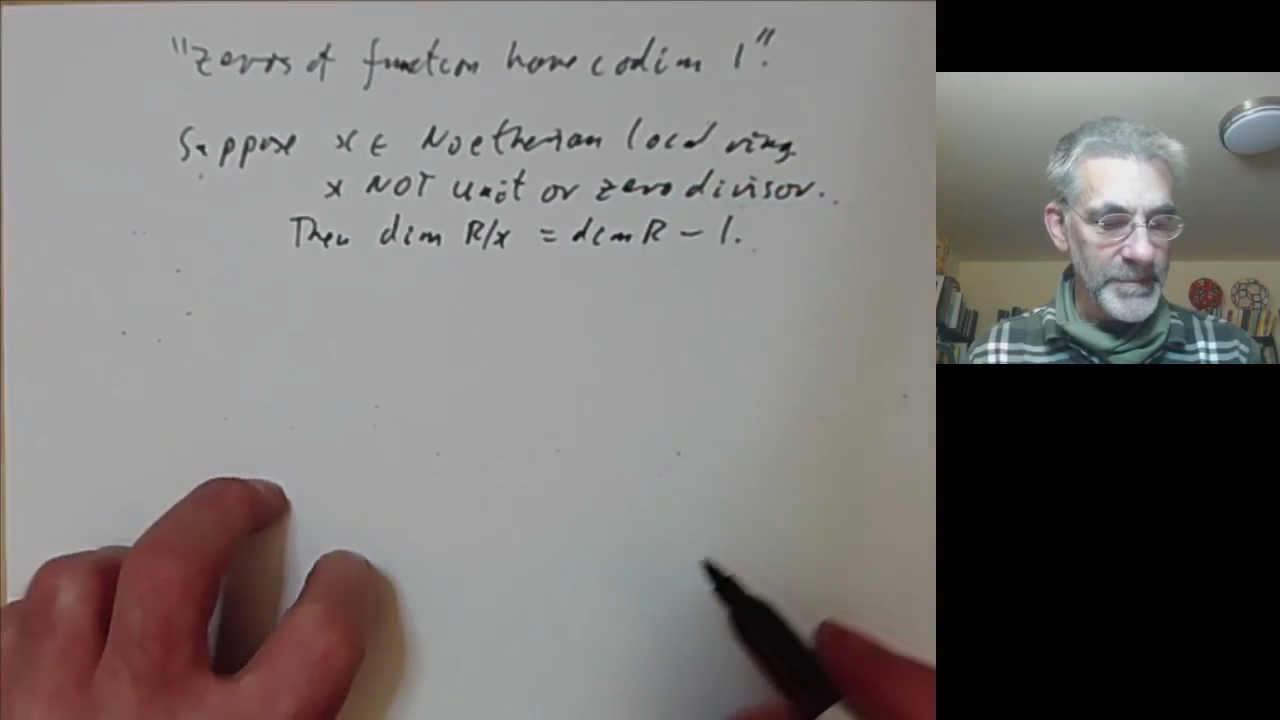 "Zeros of function have codim 1".
Suppose x ∈ Noetherian local ring
x NOT unit or zero divisor.
Then dim R/x = dim R - 1.